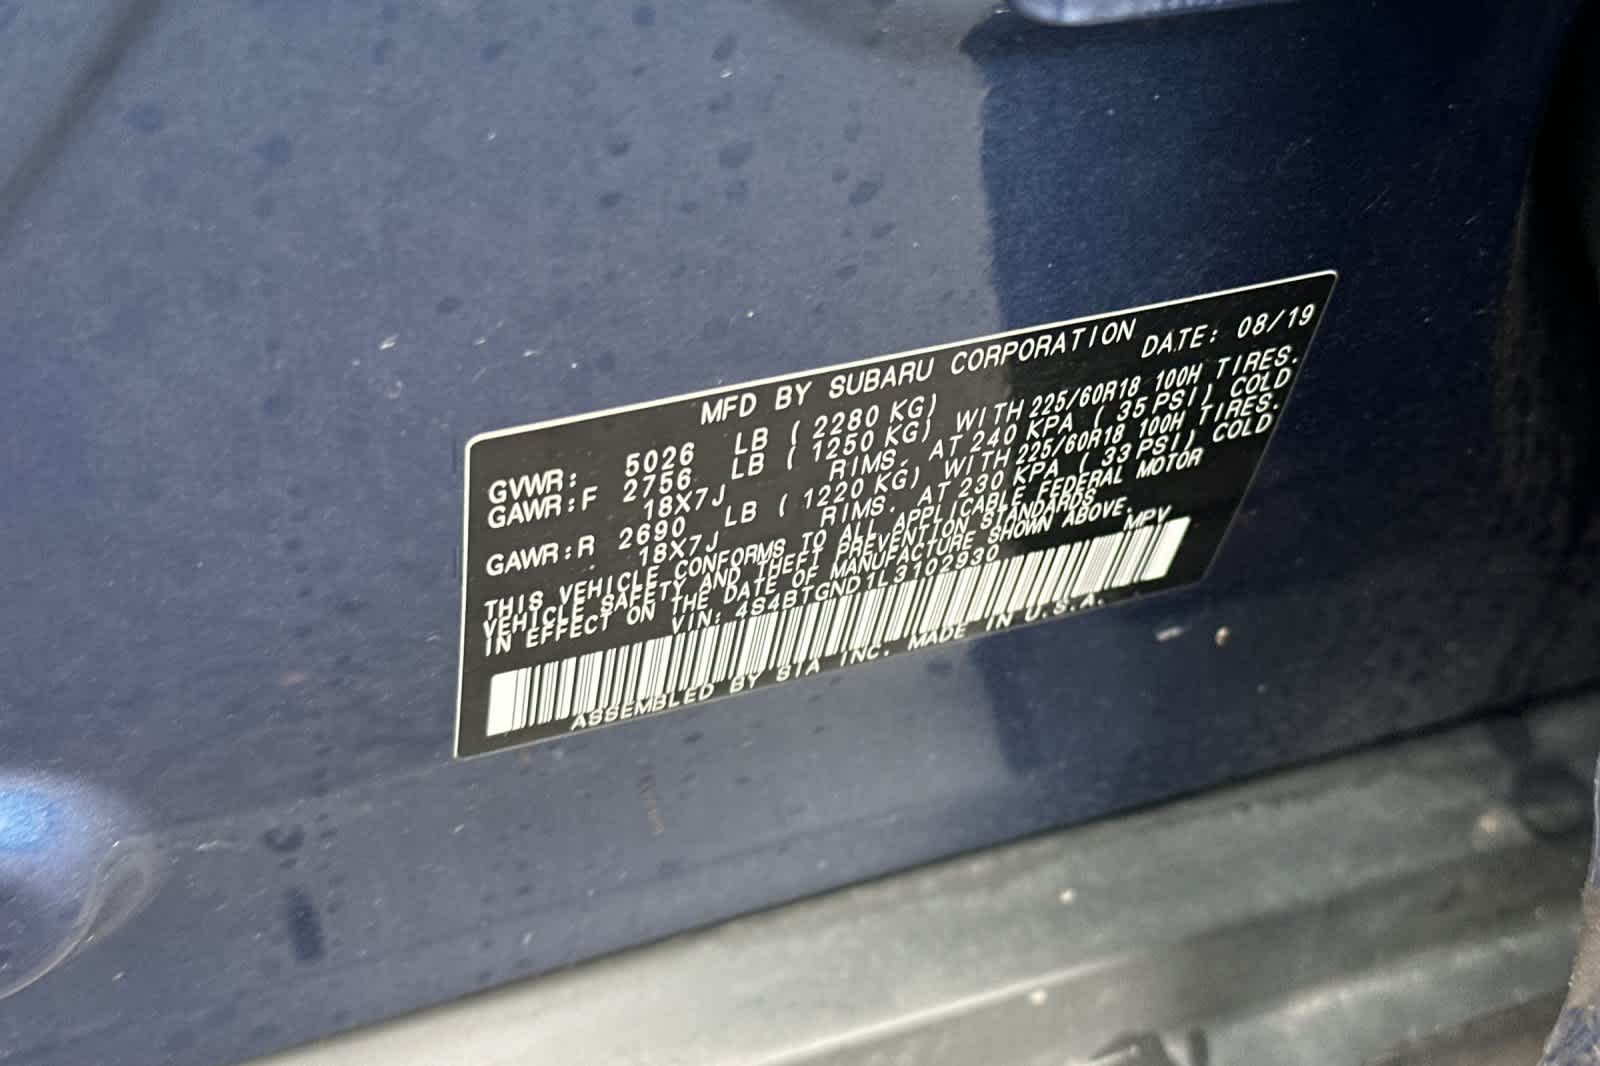 MFD BY SUBARU CORPORATION
DATE: 08/19
GVWR: 5026 LB ( 2280 KG)
GAWR:F 2756 LB ( 1250 KG) WITH 225/60R18 100H TIRES.
18X7J RIMS. AT 240 KPA ( 35 PSI) COLD
GAWR:R 2690 LB ( 1220 KG) WITH 225/60R18 100H TIRES.
18X7J RIMS. AT 230 KPA ( 33 PSI) COLD
THIS VEHICLE CONFORMS TO ALL APPLICABLE FEDERAL MOTOR
VEHICLE SAFETY AND THEFT PREVENTION STANDARDS
IN EFFECT ON THE DATE OF MANUFACTURE SHOWN ABOVE.
VIN: 4S4BTGND1L3102930 MPV
ASSEMBLED BY SIA INC. MADE IN U.S.A.